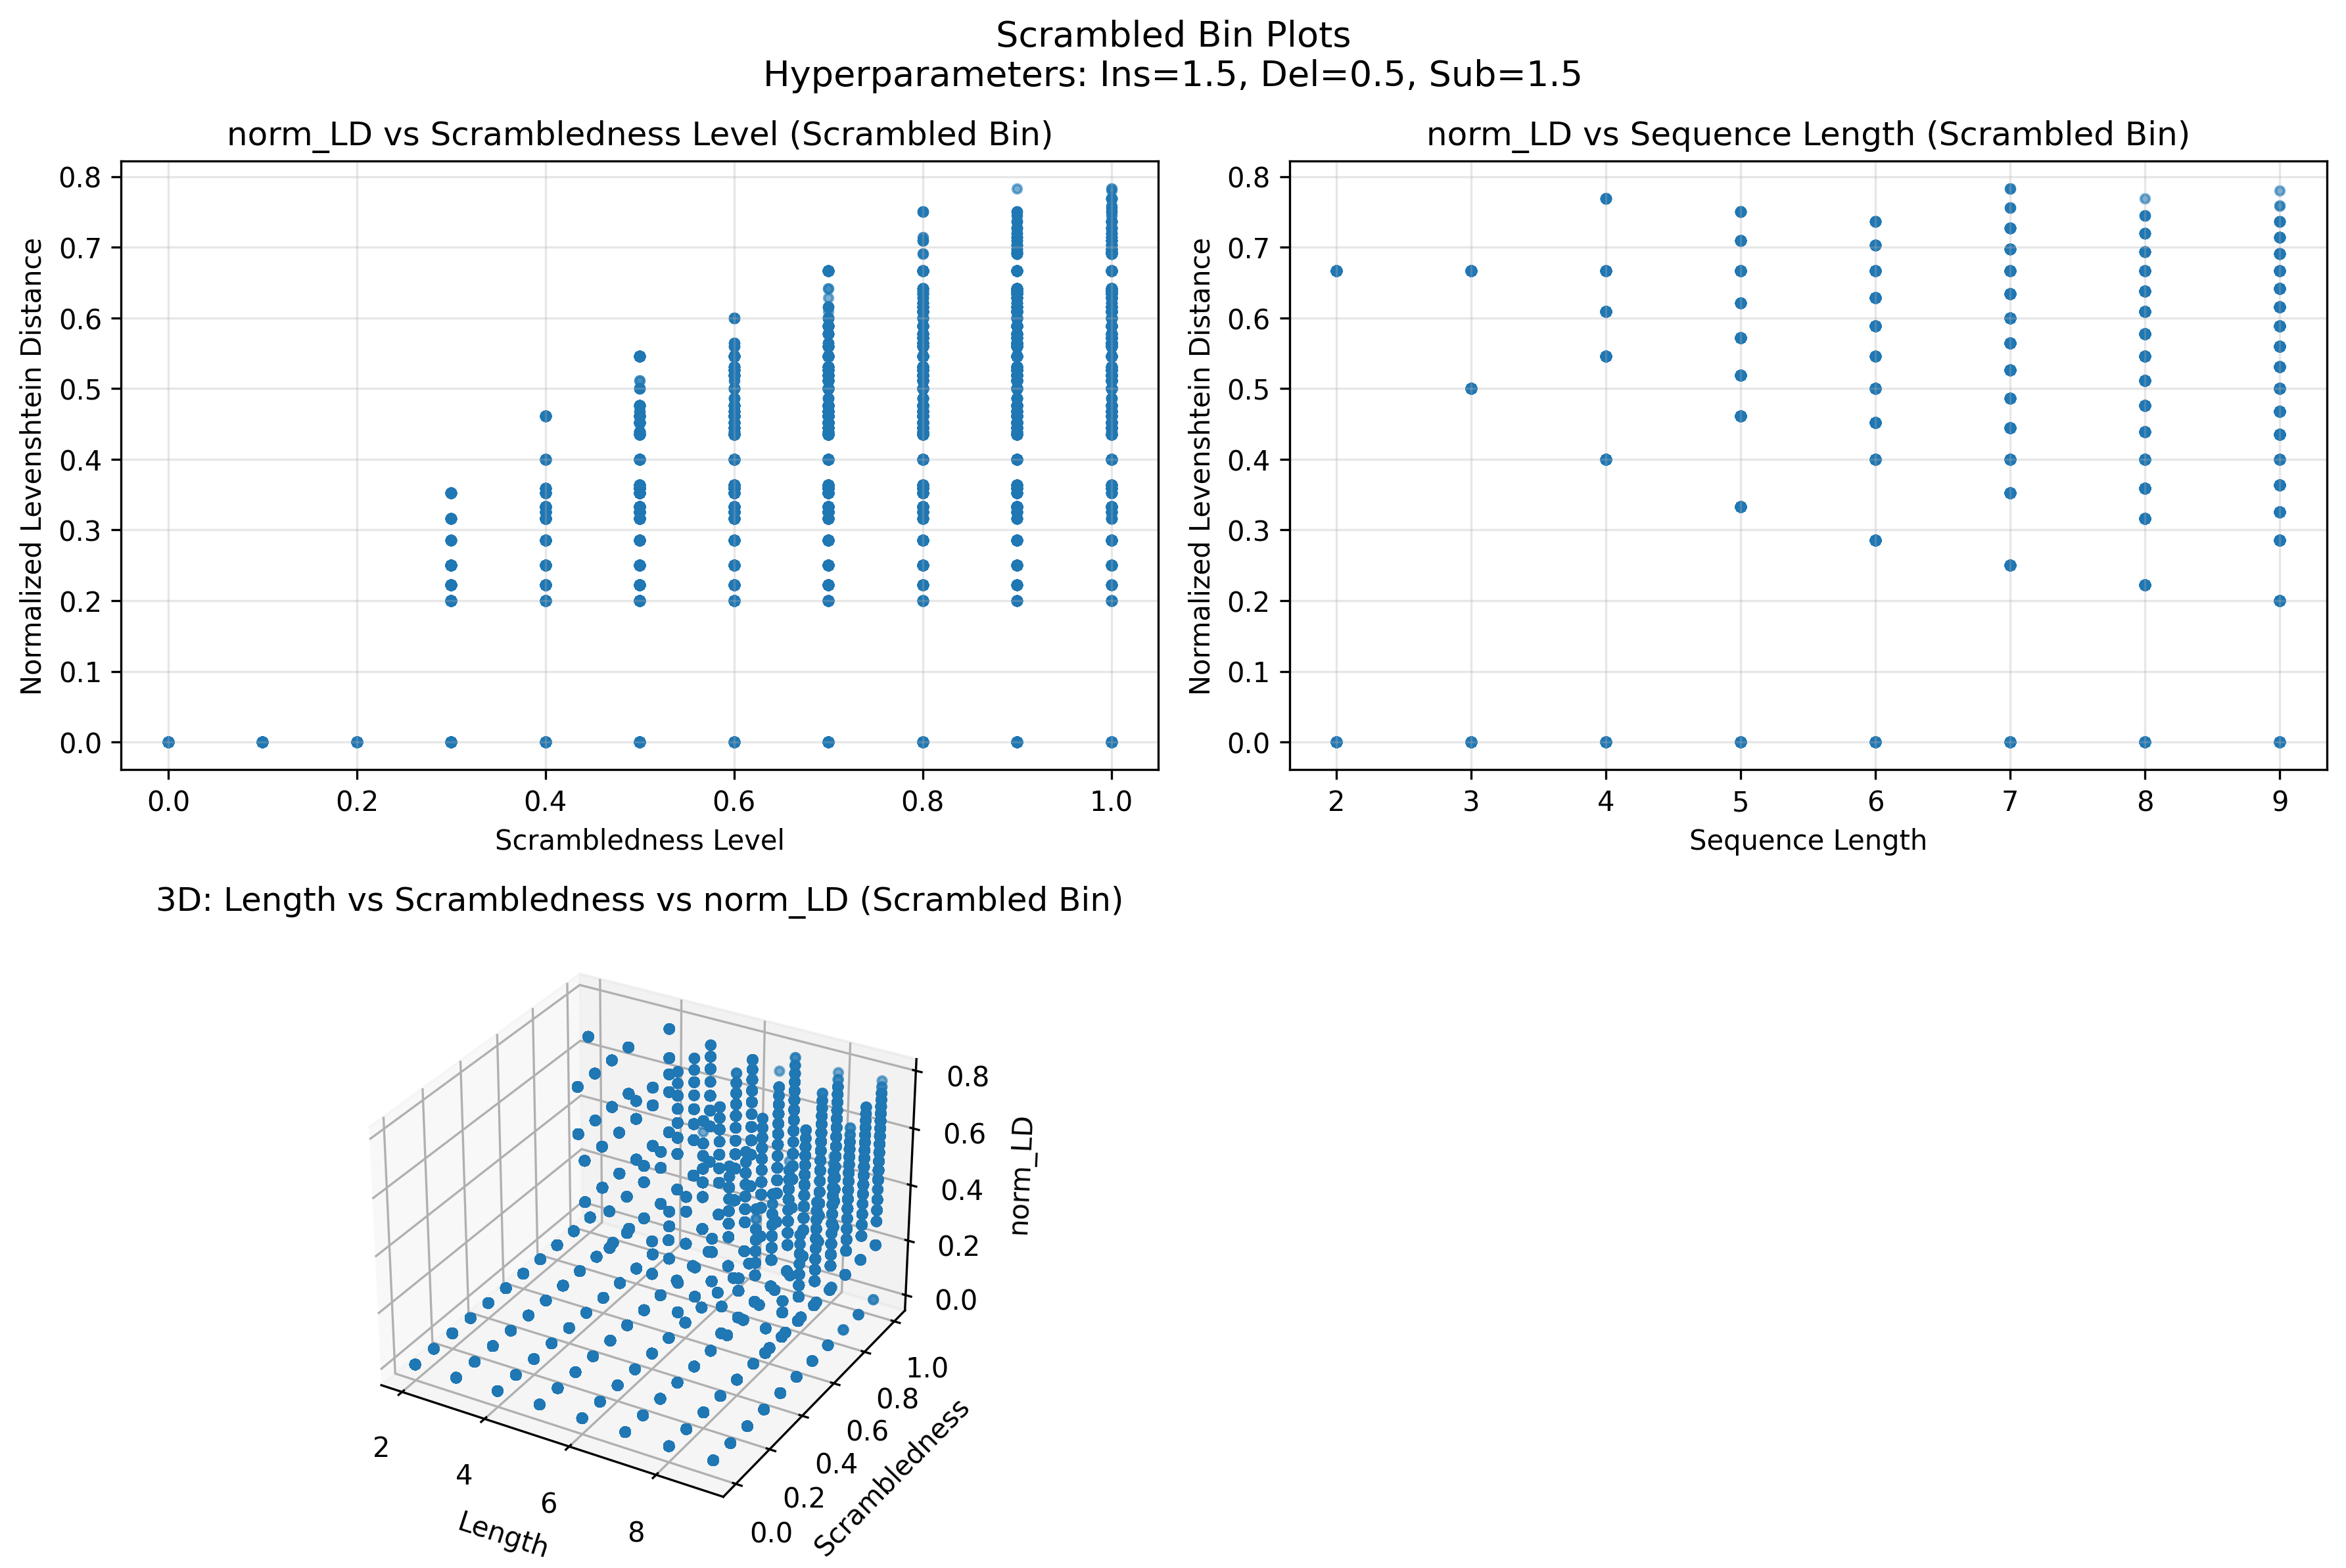 Scrambled Bin Plots
Hyperparameters: Ins=1.5, Del=0.5, Sub=1.5
norm_LD vs Scrambledness Level (Scrambled Bin)
Normalized Levenshtein Distance
0.8
0.7
0.6
0.5
0.4
0.3
0.2
0.1
0.0
0.0 0.2 0.4 0.6 0.8 1.0
Scrambledness Level
norm_LD vs Sequence Length (Scrambled Bin)
Normalized Levenshtein Distance
0.8
0.7
0.6
0.5
0.4
0.3
0.2
0.1
0.0
2 3 4 5 6 7 8 9
Sequence Length
3D: Length vs Scrambledness vs norm_LD (Scrambled Bin)
0.8
0.6
0.4
0.2
0.0
norm_LD
1.0
0.8
0.6
0.4
0.2
0.0
Scrambledness
2
4
6
8
Length